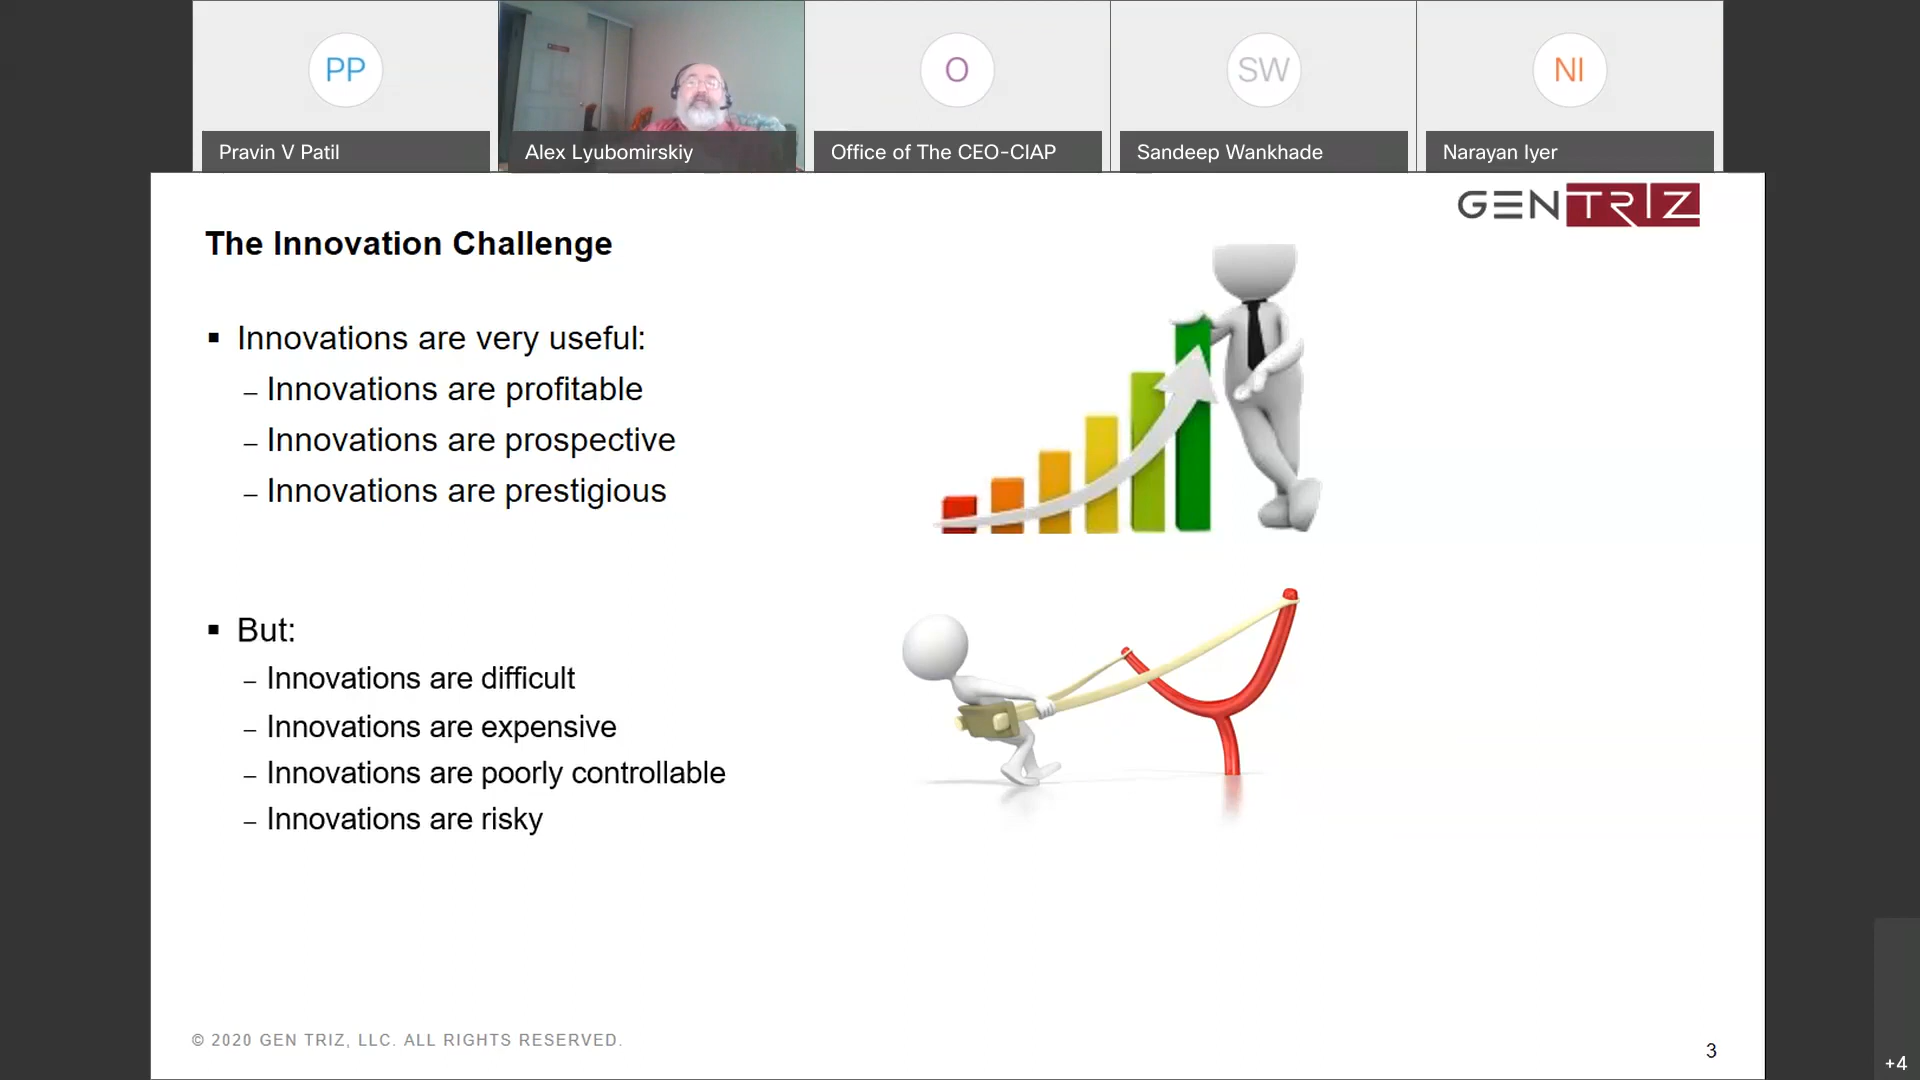 PP
O
SW
NI
Pravin V Patil
Alex Lyubomirskiy
Office of The CEO-CIAP
Sandeep Wankhade
Narayan Iyer
GEN TRIZ
The Innovation Challenge
▪ Innovations are very useful:
– Innovations are profitable
– Innovations are prospective
– Innovations are prestigious
▪ But:
– Innovations are difficult
– Innovations are expensive
– Innovations are poorly controllable
– Innovations are risky
© 2020 GEN TRIZ, LLC. ALL RIGHTS RESERVED.
3
+4